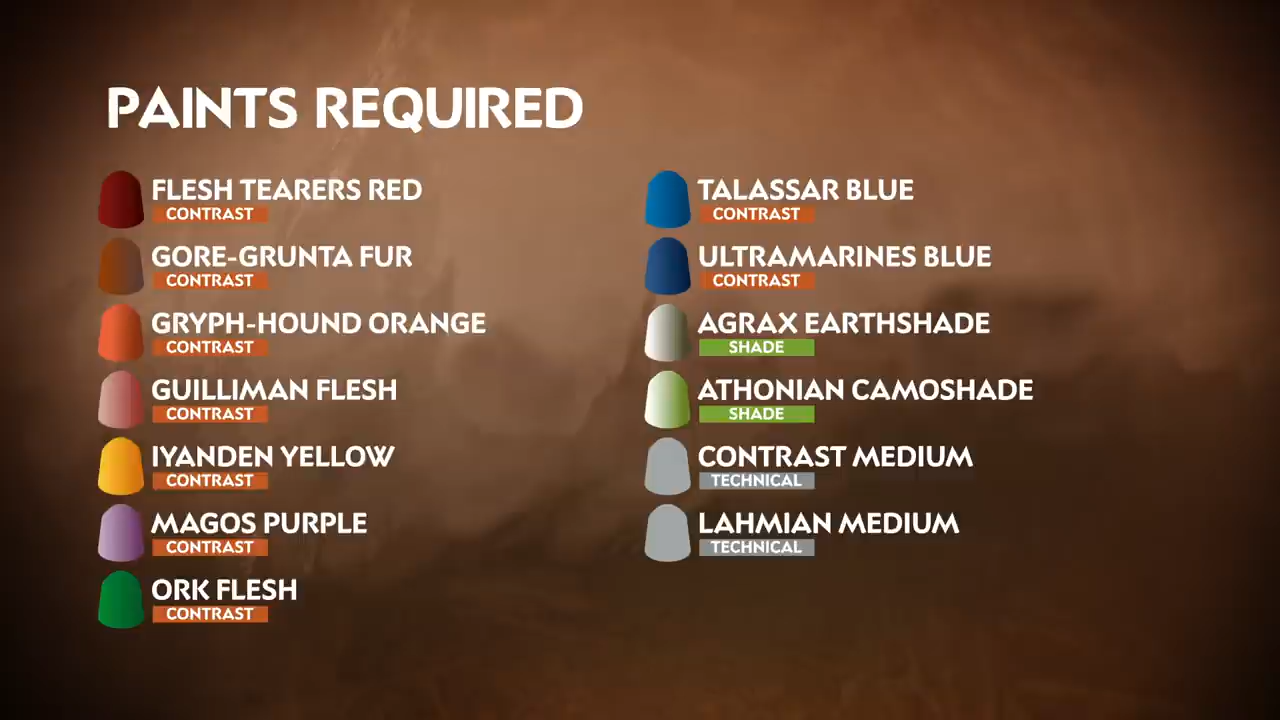 PAINTS REQUIRED
FLESH TEARERS RED
CONTRAST
GORE-GRUNTA FUR
CONTRAST
GRYPH-HOUND ORANGE
CONTRAST
GUILLIMAN FLESH
CONTRAST
IYANDEN YELLOW
CONTRAST
MAGOS PURPLE
CONTRAST
ORK FLESH
CONTRAST
TALASSAR BLUE
CONTRAST
ULTRAMARINES BLUE
CONTRAST
AGRAX EARTHSHADE
SHADE
ATHONIAN CAMOSHADE
SHADE
CONTRAST MEDIUM
TECHNICAL
LAHMIAN MEDIUM
TECHNICAL